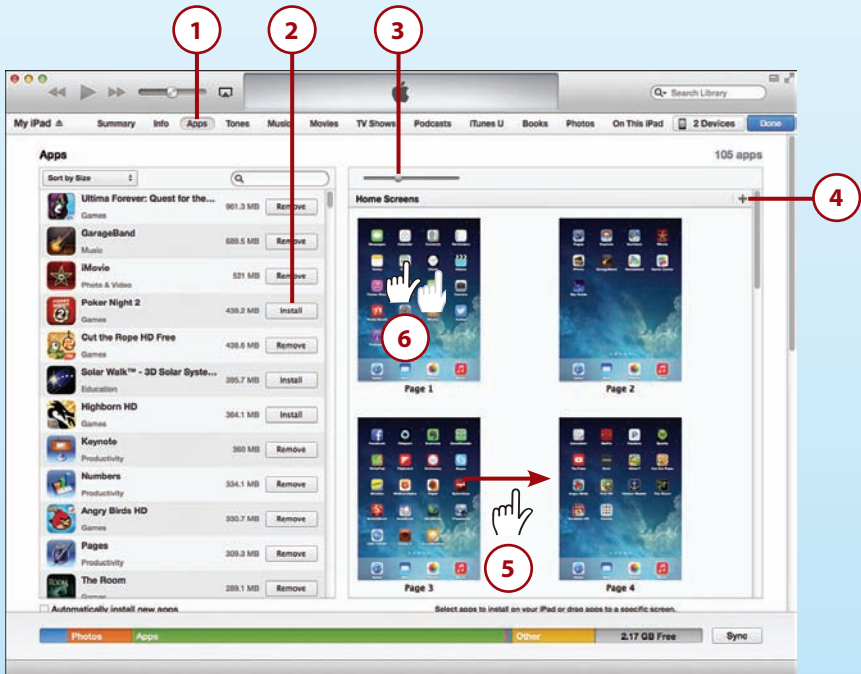 1 2 3
Search Library
My iPad Summary Info Apps Tones Music Movies TV Shows Podcasts iTunes U Books Photos On This iPad 2 Devices Done
Apps 105 apps
Sort by Size
Home Screens
4
Ultima Forever: Quest for the...
Games
961.3 MB Remove
GarageBand
Music
689.5 MB Remove
iMovie
Photo & Video
521 MB Remove
Poker Night 2
Games
439.2 MB Install
Cut the Rope HD Free
Games
438.6 MB Remove
Solar Walk™ - 3D Solar Syste...
Education
395.7 MB Install
Highborn HD
Games
364.1 MB Install
Keynote
Productivity
360 MB Remove
Numbers
Productivity
334.1 MB Remove
Angry Birds HD
Games
330.7 MB Remove
Pages
Productivity
309.3 MB Remove
The Room
Games
289.1 MB Remove
Automatically install new apps
6
Page 1 Page 2
5
Page 3 Page 4
Select apps to install on your iPad or drag apps to a specific screen.
Photos Apps Other 2.17 GB Free Sync